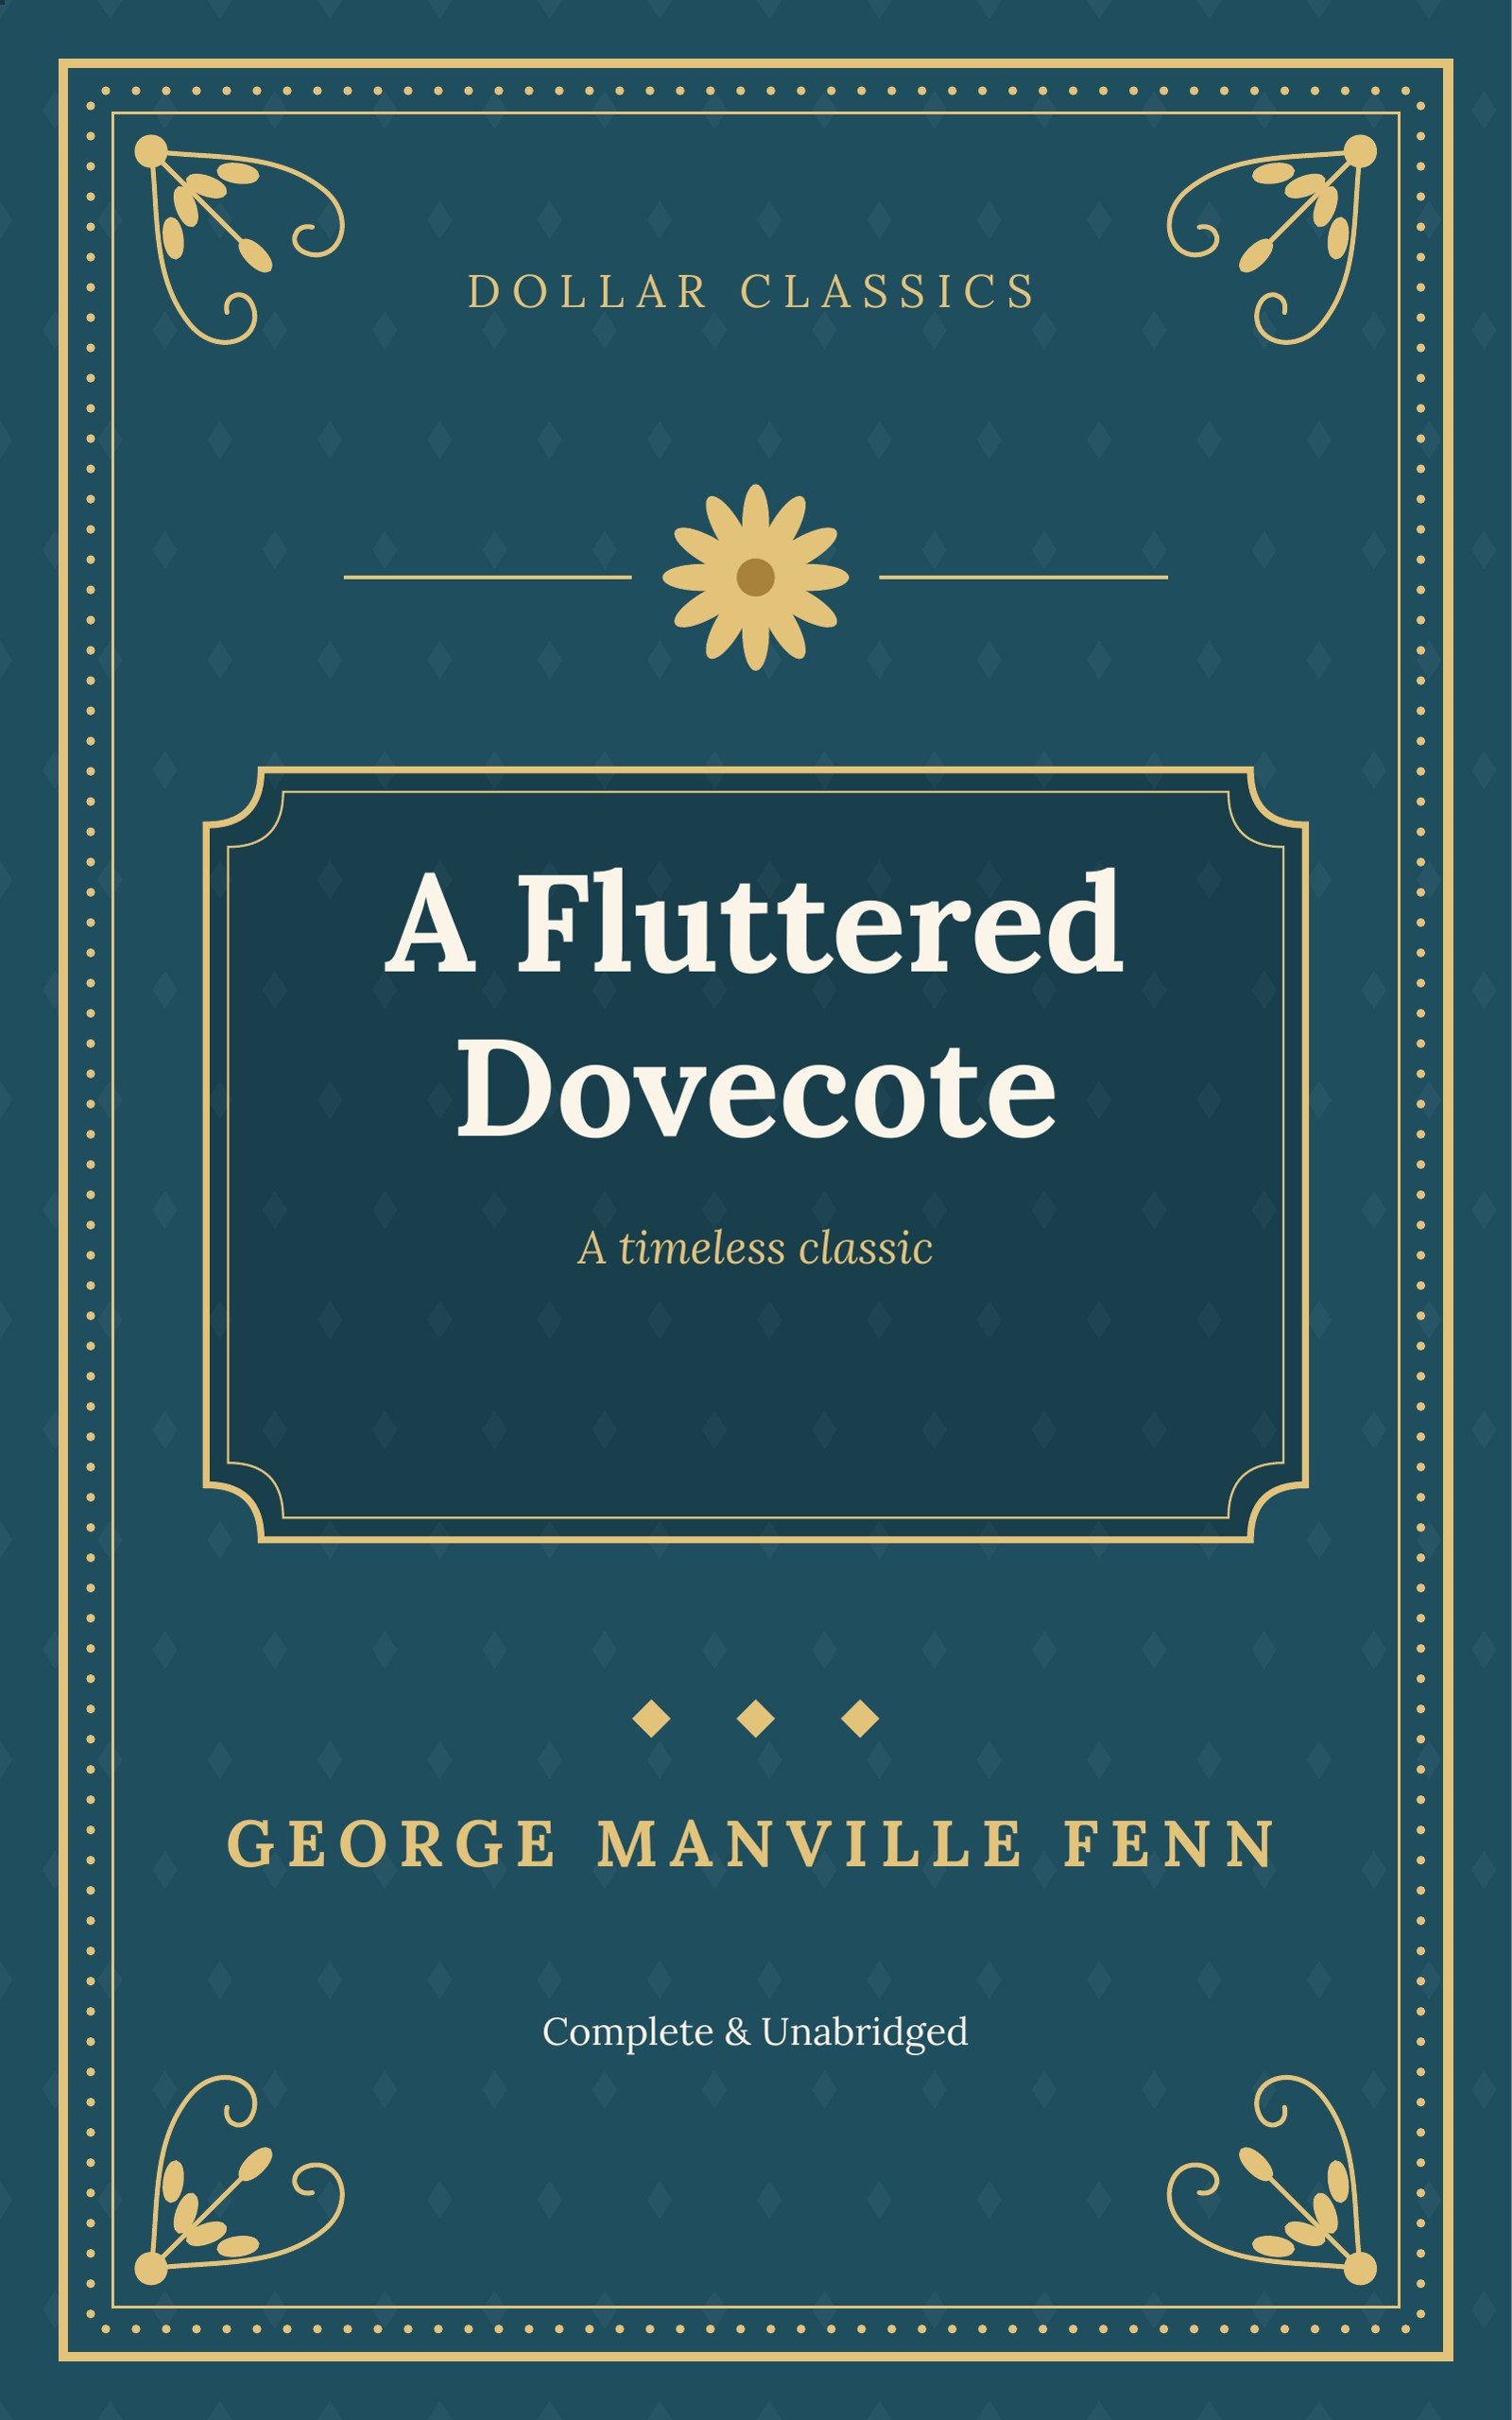 DOLLAR CLASSICS
A Fluttered
Dovecote
A timeless classic
GEORGE MANVILLE FENN
Complete & Unabridged